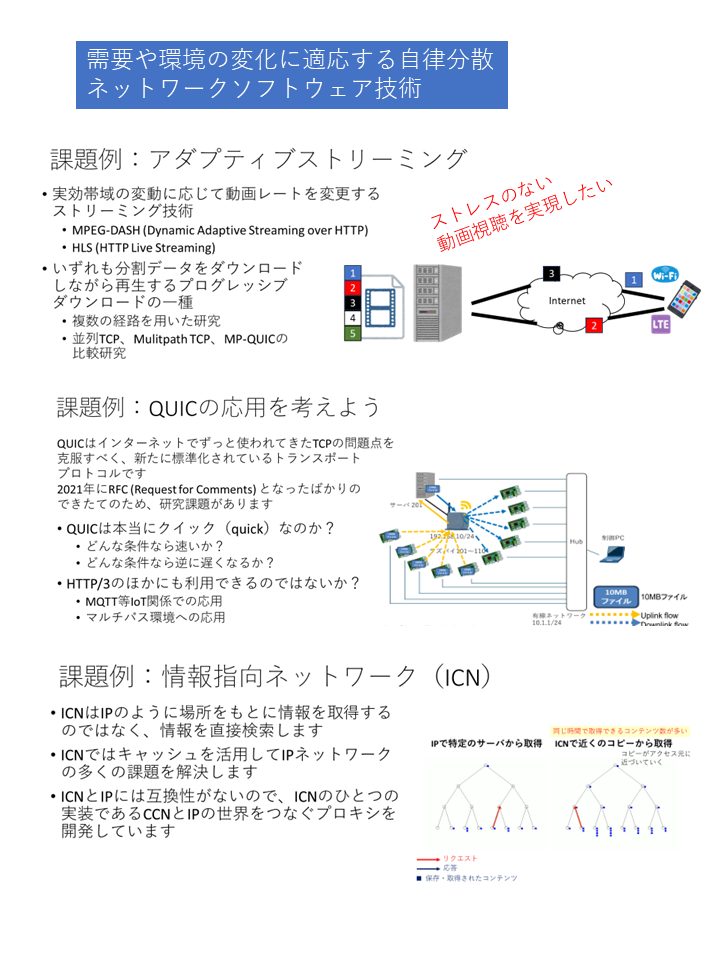 需要や環境の変化に適応する自律分散
ネットワークソフトウェア技術
課題例：アダプティブストリーミング
• 実効帯域の変動に応じて動画レートを変更する
ストリーミング技術
• MPEG-DASH (Dynamic Adaptive Streaming over HTTP)
• HLS (HTTP Live Streaming)
• いずれも分割データをダウンロード
しながら再生するプログレッシブ
ダウンロードの一種
• 複数の経路を用いた研究
• 並列TCP、Mulitpath TCP、MP-QUICの
比較研究
ストレスのない
動画視聴を実現したい
1
2
3
4
5
3
1
Wi-Fi
Internet
2
LTE
課題例：QUICの応用を考えよう
QUICはインターネットでずっと使われてきたTCPの問題点を
克服すべく、新たに標準化されているトランスポート
プロトコルです
2021年にRFC (Request for Comments) となったばかりの
できたてのため、研究課題があります
• QUICは本当にクイック（quick）なのか？
• どんな条件なら速いか？
• どんな条件なら逆に遅くなるか？
• HTTP/3のほかにも利用できるのではないか？
• MQTT等IoT関係での応用
• マルチパス環境への応用
サーバ 201
10/24
ラズパイ101〜110
Hub
制御PC
10MB
ファイル
10MBファイル
有線ネットワーク
10.1.1/24
Uplink flow
Downlink flow
課題例：情報指向ネットワーク（ICN）
• ICNはIPのように場所をもとに情報を取得する
のではなく、情報を直接検索します
• ICNではキャッシュを活用してIPネットワーク
の多くの課題を解決します
• ICNとIPには互換性がないので、ICNのひとつの
実装であるCCNとIPの世界をつなぐプロキシを
開発しています
同じ時間で取得できるコンテンツ数が多い
IPで特定のサーバから取得
ICNで近くのコピーから取得
コピーがアクセス元に
近づいていく
リクエスト
応答
保存・取得されたコンテンツ